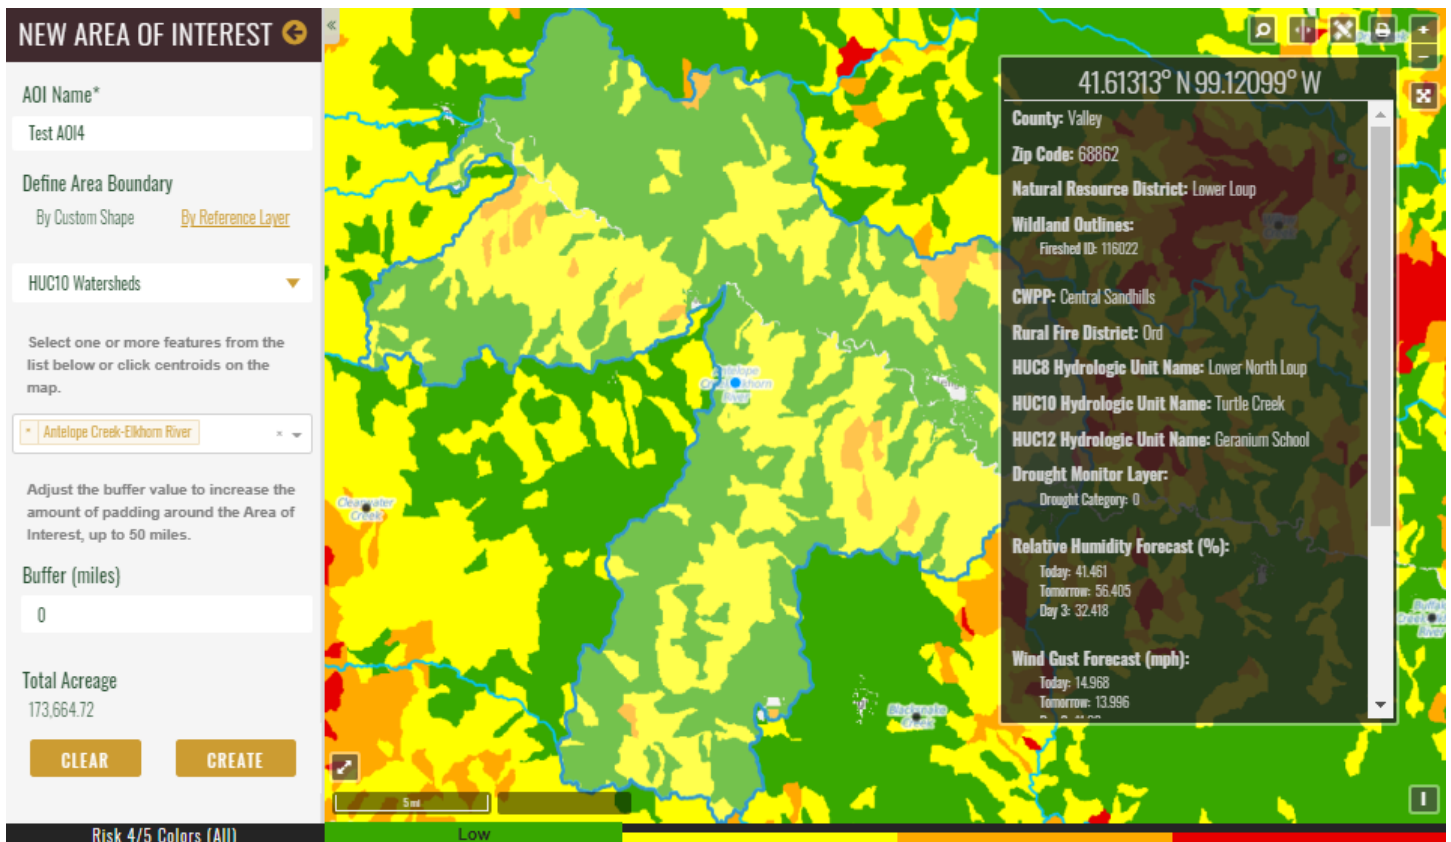 NEW AREA OF INTEREST
AOI Name*
Test AOI4
Define Area Boundary
By Custom Shape
By Reference Layer
HUC10 Watersheds
Select one or more features from the
list below or click centroids on the
map.
× Antelope Creek-Elkhorn River ×
Adjust the buffer value to increase the
amount of padding around the Area of
Interest, up to 50 miles.
Buffer (miles)
0
Total Acreage
173,664.72
CLEAR
CREATE
Risk 4/5 Colors (All)
Low
«
Antelope
Creek-Elkhorn
River
Clearwater
Creek
Blacksnake
Creek
5 mi
+
−
41.61313° N 99.12099° W
County: Valley
Zip Code: 68862
Natural Resource District: Lower Loup
Wildland Outlines:
Fireshed ID: 116022
CWPP: Central Sandhills
Rural Fire District: Ord
HUC8 Hydrologic Unit Name: Lower North Loup
HUC10 Hydrologic Unit Name: Turtle Creek
HUC12 Hydrologic Unit Name: Geranium School
Drought Monitor Layer:
Drought Category: 0
Relative Humidity Forecast (%):
Today: 41.461
Tomorrow: 56.405
Day 3: 32.418
Wind Gust Forecast (mph):
Today: 14.968
Tomorrow: 13.996
River
I